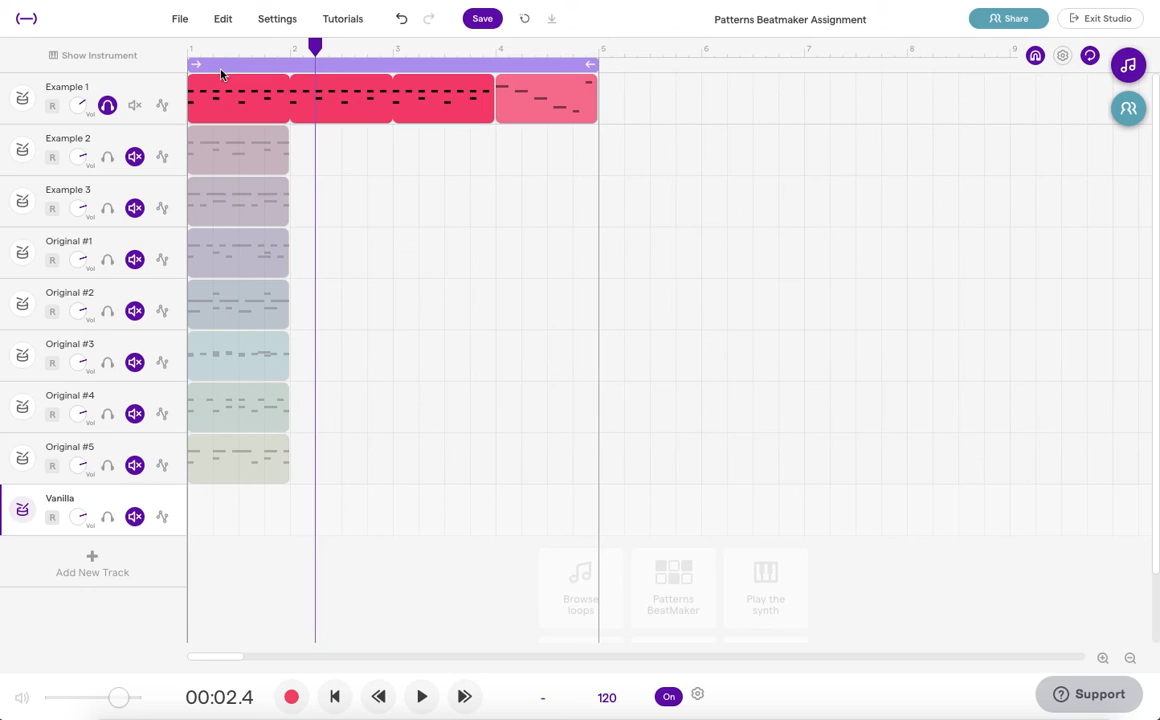 File Edit Settings Tutorials Save Patterns Beatmaker Assignment Share Exit Studio
Show Instrument 1 2 3 4 5 6 7 8 9
Example 1
R Vol
Example 2
R Vol
Example 3
R Vol
Original #1
R Vol
Original #2
R Vol
Original #3
R Vol
Original #4
R Vol
Original #5
R Vol
Vanilla
R Vol
Add New Track
Browse loops
Patterns BeatMaker
Play the synth
00:02.4 - 120 On Support